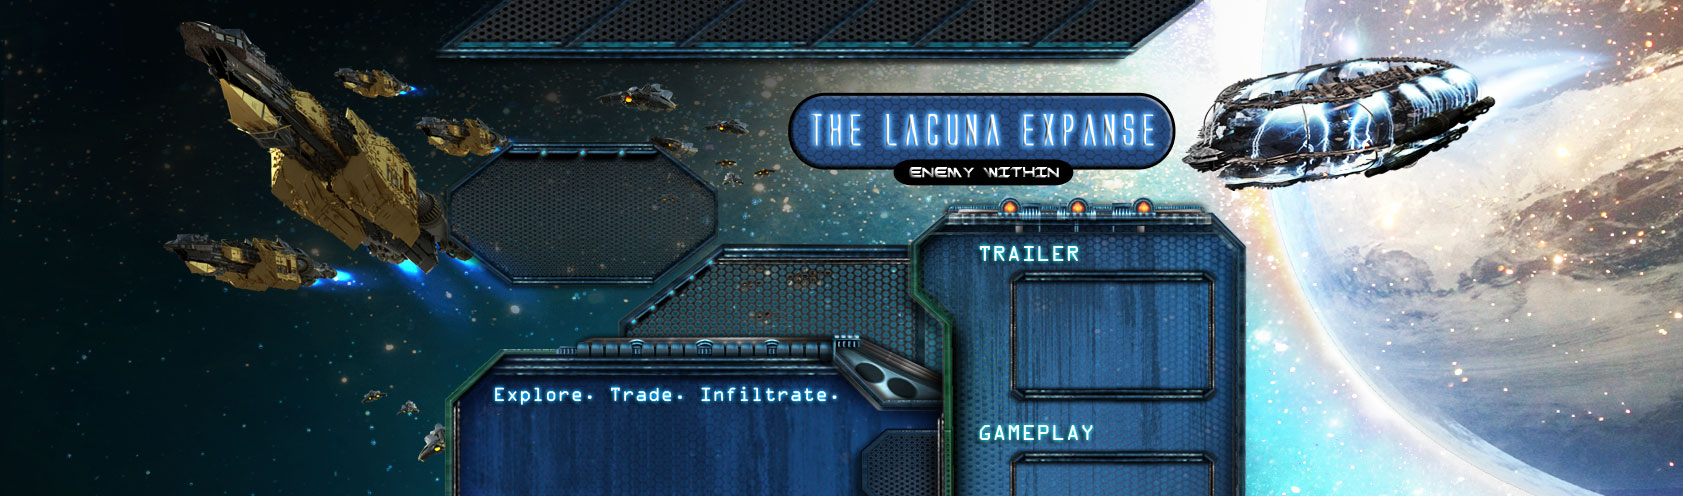 THE LACUNA EXPANSE
ENEMY WITHIN
TRAILER
Explore. Trade. Infiltrate.
GAMEPLAY